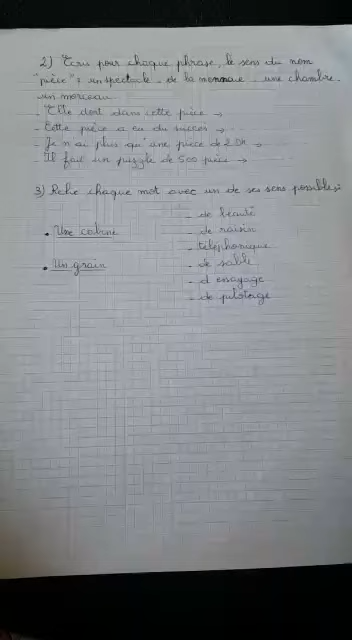 2) Ecris pour chaque phrase, le sens du nom
"pièce": un spectacle - de la monnaie - une chambre -
un morceau
- Elle dort dans cette pièce →
- Cette pièce a eu du succès →
- Je n'ai plus qu'une pièce de 2 Dh →
- Il fait un puzzle de 500 pièces →
3) Relie chaque mot avec un de ses sens possibles:
- de beauté
• Une cabine
- de raisin
- téléphonique
• Un grain
- de sable
- d'essayage
- de pilotage